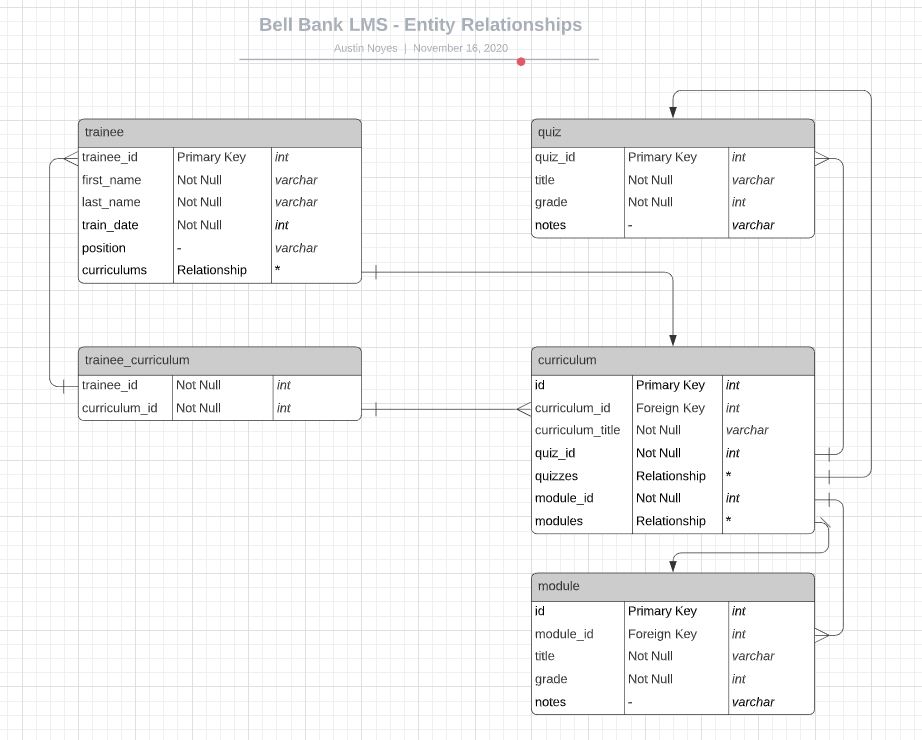 Bell Bank LMS - Entity Relationships
Austin Noyes | November 16, 2020
trainee
trainee_id Primary Key int
first_name Not Null varchar
last_name Not Null varchar
train_date Not Null int
position - varchar
curriculums Relationship *
quiz
quiz_id Primary Key int
title Not Null varchar
grade Not Null int
notes - varchar
trainee_curriculum
trainee_id Not Null int
curriculum_id Not Null int
curriculum
id Primary Key int
curriculum_id Foreign Key int
curriculum_title Not Null varchar
quiz_id Not Null int
quizzes Relationship *
module_id Not Null int
modules Relationship *
module
id Primary Key int
module_id Foreign Key int
title Not Null varchar
grade Not Null int
notes - varchar